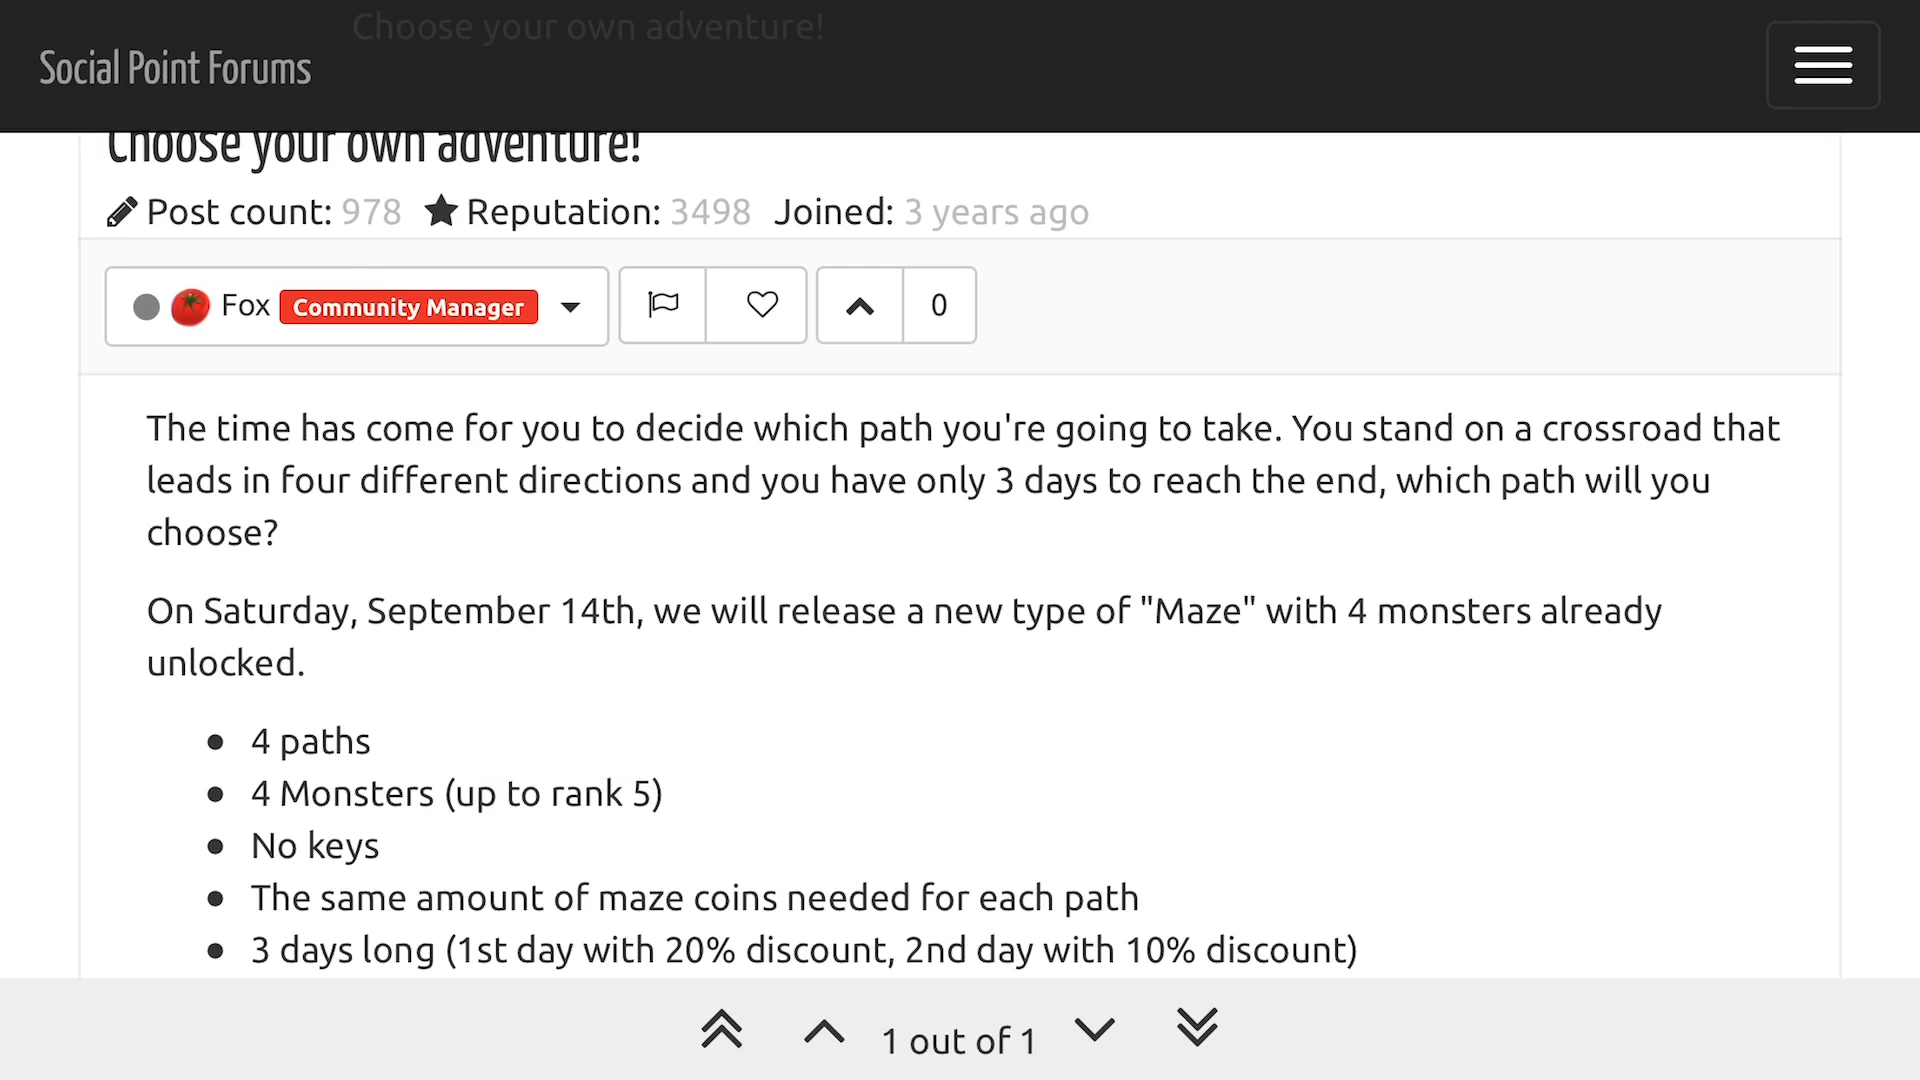 Choose your own adventure!
Social Point Forums
Choose your own adventure!
Post count: 978 Reputation: 3498 Joined: 3 years ago
Fox Community Manager 0
The time has come for you to decide which path you're going to take. You stand on a crossroad that
leads in four different directions and you have only 3 days to reach the end, which path will you
choose?
On Saturday, September 14th, we will release a new type of "Maze" with 4 monsters already
unlocked.
• 4 paths
• 4 Monsters (up to rank 5)
• No keys
• The same amount of maze coins needed for each path
• 3 days long (1st day with 20% discount, 2nd day with 10% discount)
1 out of 1